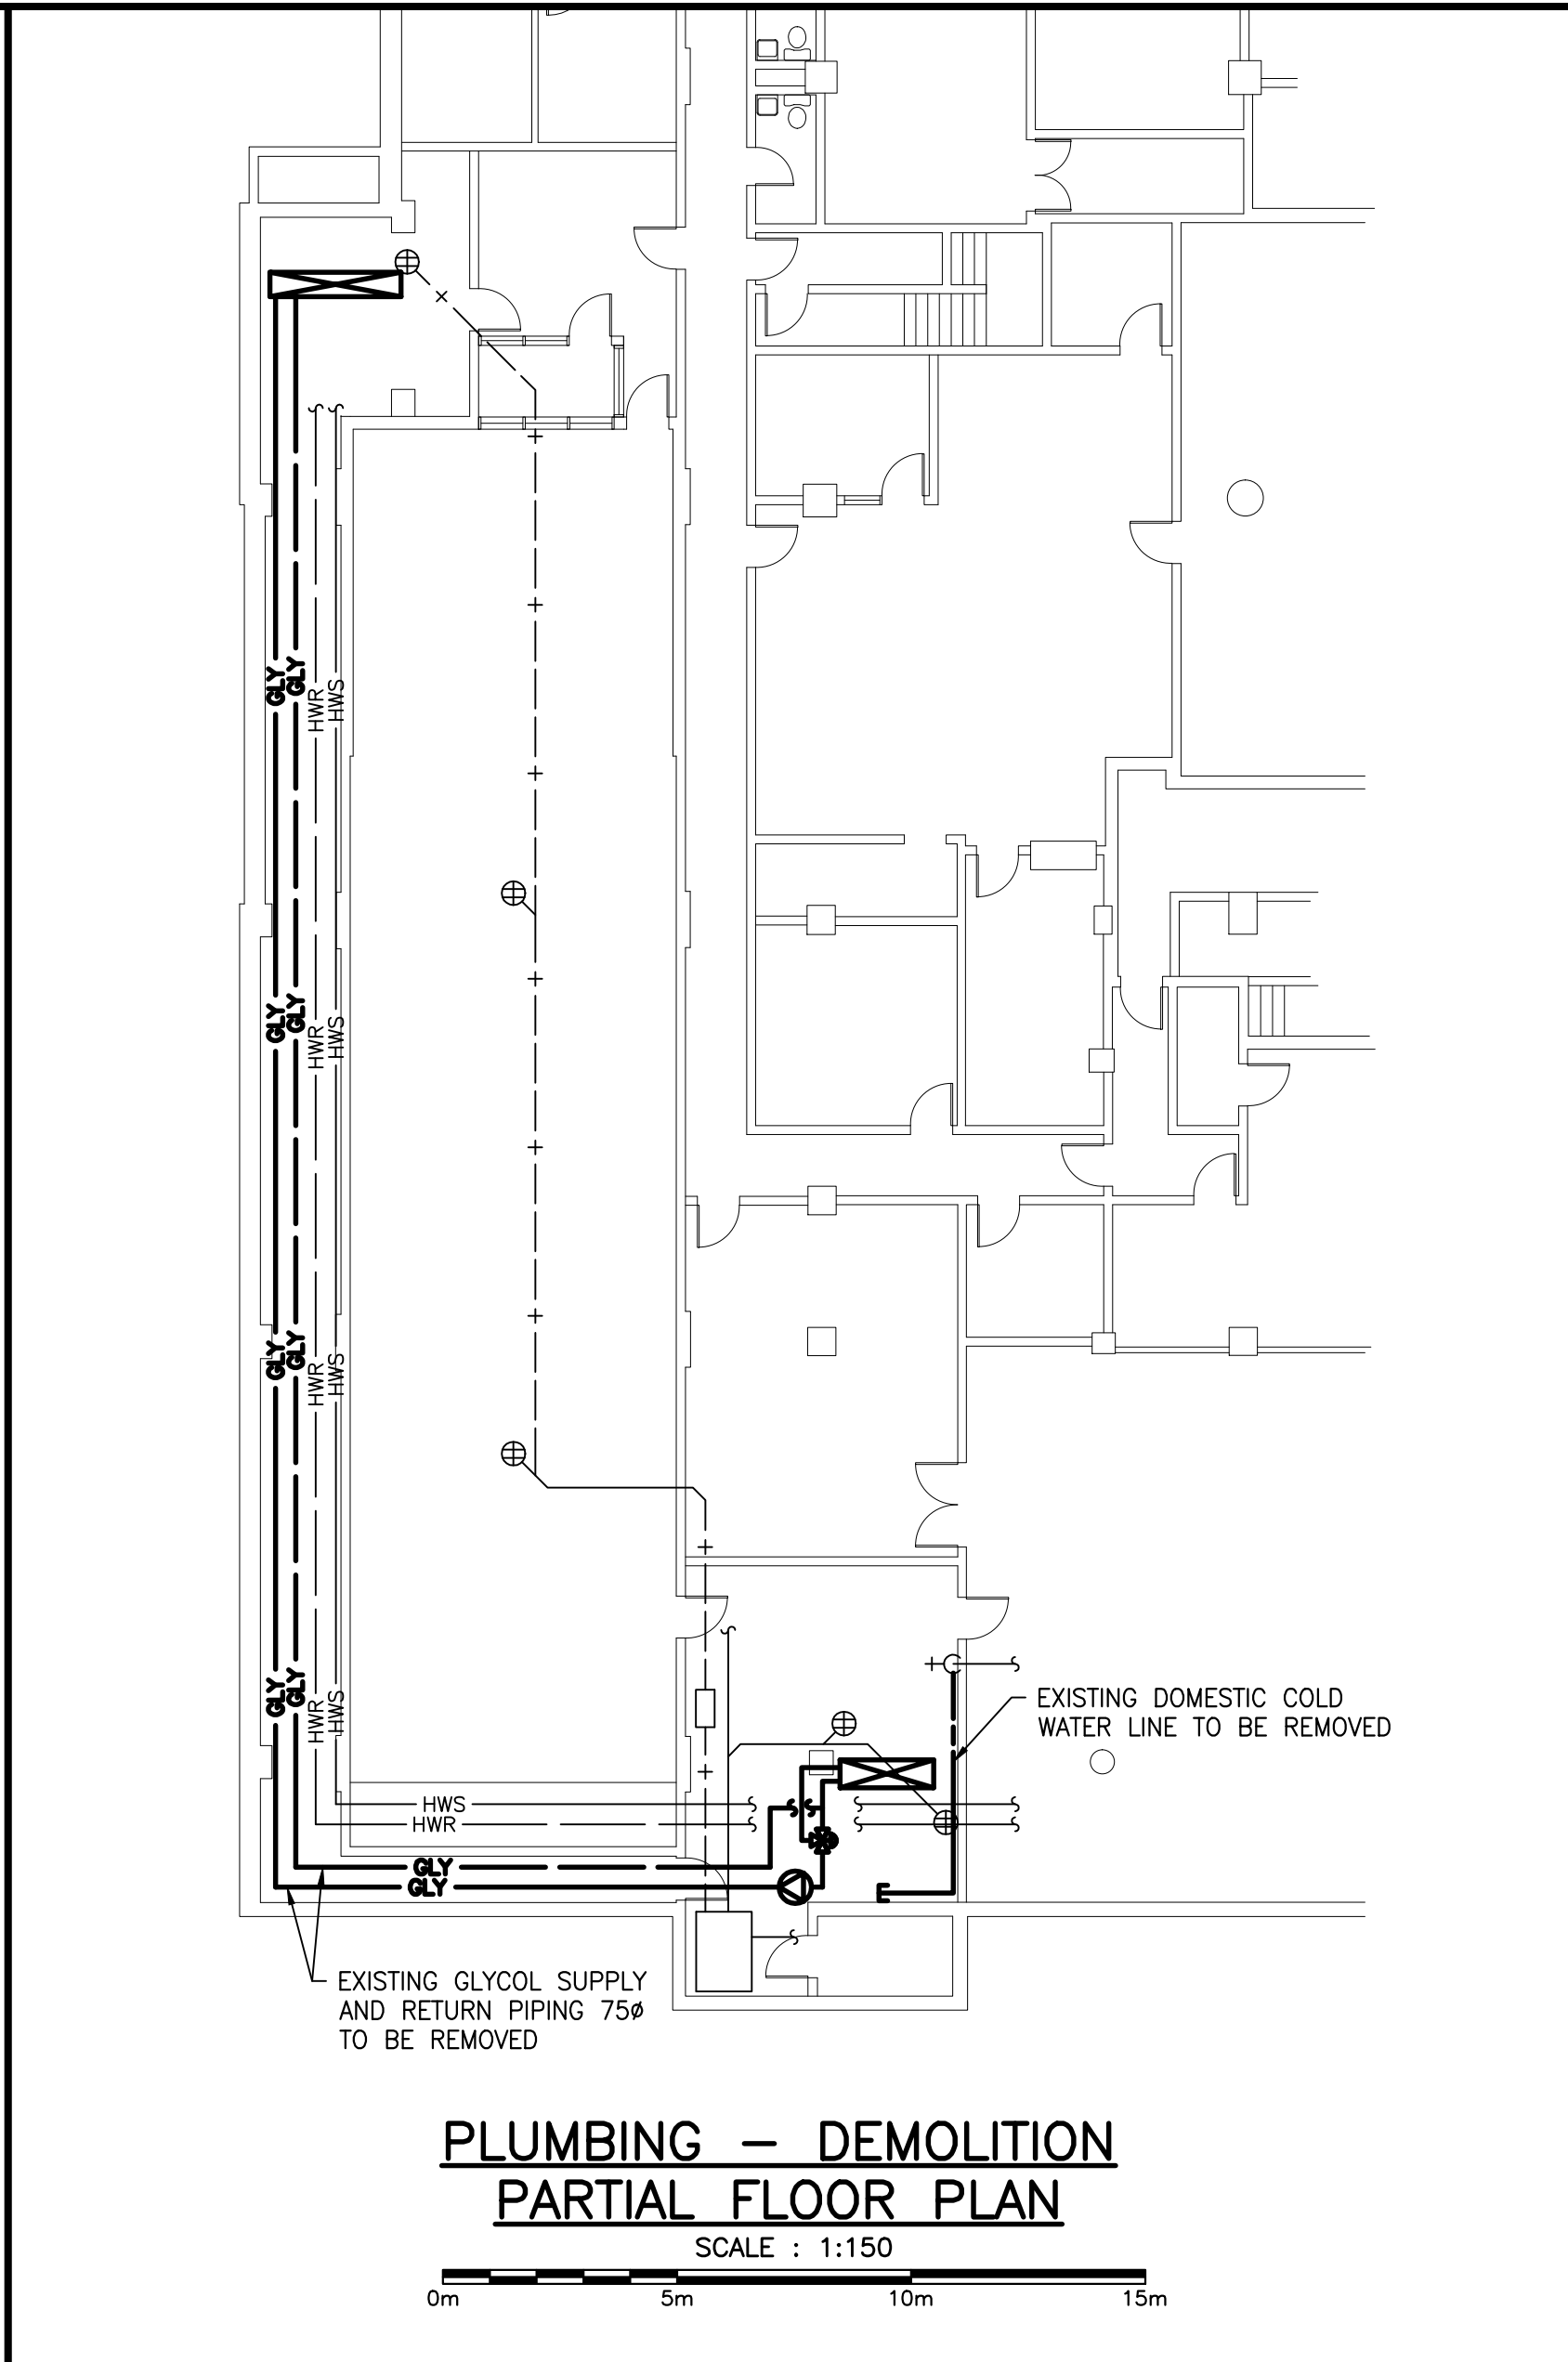 GLY
GLY
HWR
HWS
GLY
GLY
HWR
HWS
GLY
GLY
HWR
HWS
GLY
GLY
HWR
HWS
EXISTING DOMESTIC COLD
WATER LINE TO BE REMOVED
HWS
HWR
GLY
GLY
EXISTING GLYCOL SUPPLY
AND RETURN PIPING 75ø
TO BE REMOVED
PLUMBING – DEMOLITION
PARTIAL FLOOR PLAN
SCALE : 1:150
0m 5m 10m 15m